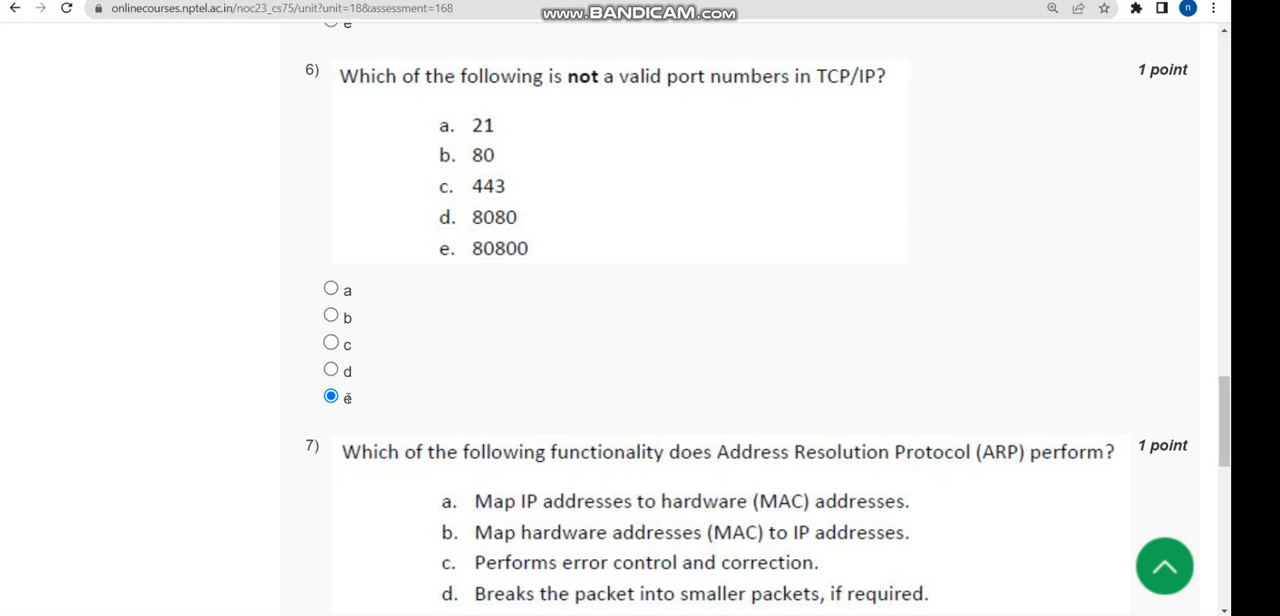 onlinecourses.nptel.ac.in/noc23_cs75/unit?unit=18&assessment=168
www.BANDICAM.com
n
e
6) Which of the following is not a valid port numbers in TCP/IP? 1 point
a. 21
b. 80
c. 443
d. 8080
e. 80800
a
b
c
d
e
7) Which of the following functionality does Address Resolution Protocol (ARP) perform? 1 point
a. Map IP addresses to hardware (MAC) addresses.
b. Map hardware addresses (MAC) to IP addresses.
c. Performs error control and correction.
d. Breaks the packet into smaller packets, if required.